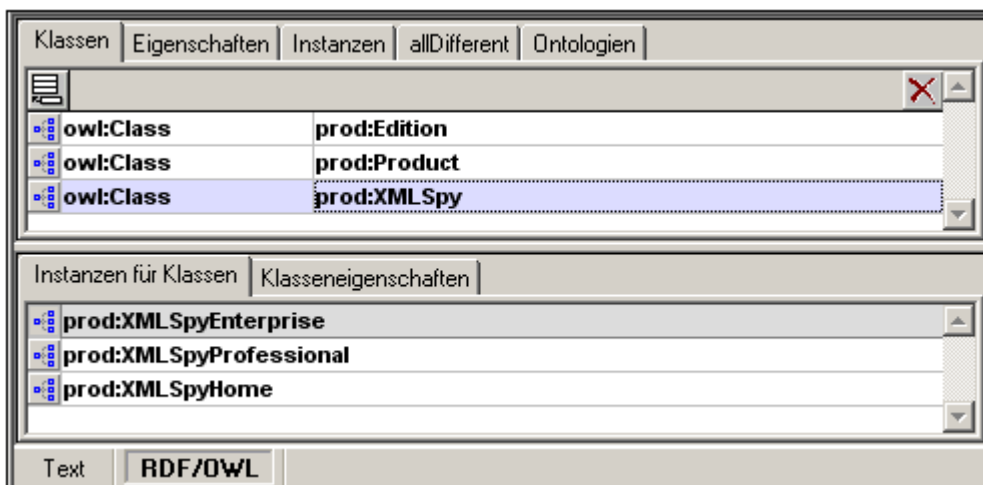 Klassen Eigenschaften Instanzen allDifferent Ontologien
owl:Class prod:Edition
owl:Class prod:Product
owl:Class prod:XMLSpy
Instanzen für Klassen Klasseneigenschaften
prod:XMLSpyEnterprise
prod:XMLSpyProfessional
prod:XMLSpyHome
Text RDF/OWL